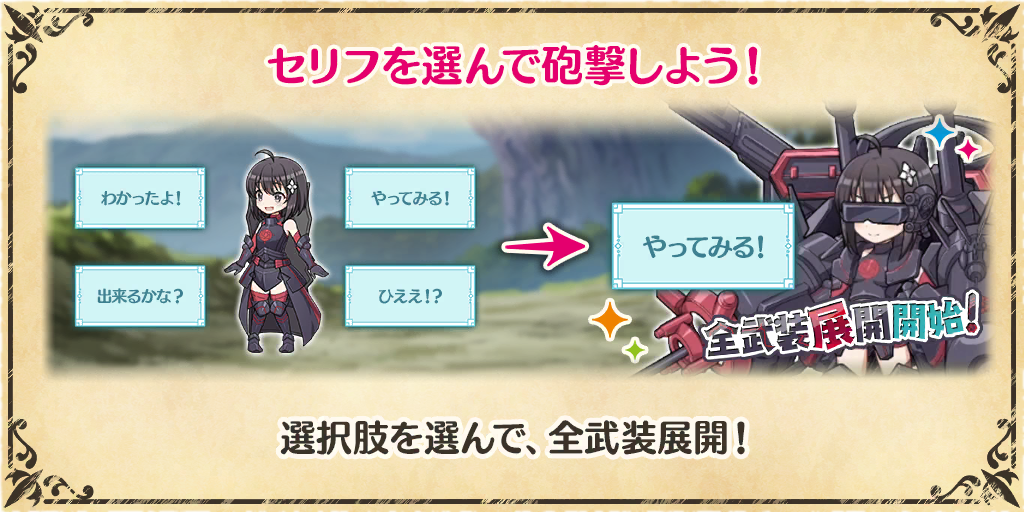 セリフを選んで砲撃しよう！
わかったよ！
やってみる！
出来るかな？
ひええ！？
やってみる！
全武装展開開始！
選択肢を選んで、全武装展開！